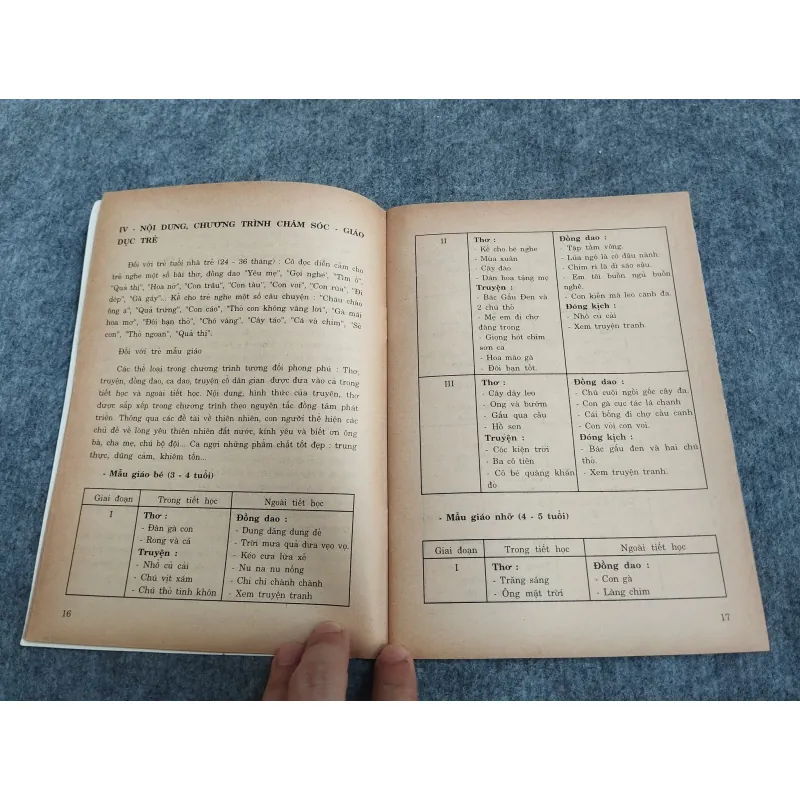 IV - NỘI DUNG, CHƯƠNG TRÌNH CHĂM SÓC - GIÁO
DỤC TRẺ
Đối với trẻ tuổi nhà trẻ (24 - 36 tháng) : Cô đọc diễn cảm cho
trẻ nghe một số bài thơ, đồng dao "Yêu mẹ", "Gọi nghe", "Tìm ổ",
"Quả thị", "Hoa nở", "Con trâu", "Con tàu", "Con voi", "Con rùa", "Đi
dép", "Gà gáy"... Kể cho trẻ nghe một số câu chuyện : "Cháu chào
ông ạ", "Quả trứng", "Con cáo", "Thỏ con không vâng lời", "Gà mái
hoa mơ", "Đôi bạn thỏ", "Chó vàng", "Cây táo", "Cá và chim", "Sẻ
con", "Thỏ ngoan", "Quả thị".
Đối với trẻ mẫu giáo
Các thể loại trong chương trình tương đối phong phú : Thơ,
truyện, đồng dao, ca dao, truyện cổ dân gian được đưa vào cả trong
tiết học và ngoài tiết học. Nội dung, hình thức của truyện, thơ
được sắp xếp trong chương trình theo nguyên tắc đồng tâm phát
triển. Thông qua các đề tài về thiên nhiên, con người thể hiện các
chủ đề về lòng yêu thiên nhiên đất nước, kính yêu và biết ơn ông
bà, cha mẹ, chú bộ đội... Ca ngợi những phẩm chất tốt đẹp : trung
thực, dũng cảm, khiêm tốn...
- Mẫu giáo bé (3 - 4 tuổi)
Giai đoạn Trong tiết học Ngoài tiết học
I Thơ : Đồng dao :
- Đàn gà con - Dung dăng dung dẻ
- Rong và cá - Trời mưa quả dưa vẹo vọ.
Truyện : - Kéo cưa lừa xẻ
- Nhổ củ cải - Nu na nu nống
- Chú vịt xám - Chi chi chành chành
- Chú thỏ tinh khôn - Xem truyện tranh
16
II Thơ : Đồng dao :
- Kể cho bé nghe - Tập tầm vông.
- Mùa xuân - Lúa ngô là cô đậu nành.
- Cây đào - Chim ri là dì sáo sậu.
- Dán hoa tặng mẹ - Em tôi buồn ngủ buồn
Truyện : nghê.
- Bác Gấu Đen và - Con kiến mà leo cành đa.
2 chú thỏ Đóng kịch :
- Mẹ em đi chợ - Nhổ củ cải
đàng trong - Xem truyện tranh
- Giọng hót chim
sơn ca
- Hoa mào gà
- Đôi bạn tốt.
III Thơ : Đồng dao :
- Cây dây leo - Chú cuội ngồi gốc cây đa.
- Ong và bướm - Con gà cục tác lá chanh
- Gấu qua cầu - Cái bống đi chợ cầu canh
- Hồ sen - Con vỏi con voi.
Truyện : Đóng kịch :
- Cóc kiện trời - Bác gấu đen và hai chú
- Ba cô tiên thỏ.
- Cô bé quàng khăn - Xem truyện tranh.
đỏ
- Mẫu giáo nhỡ (4 - 5 tuổi)
Giai đoạn Trong tiết học Ngoài tiết học
I Thơ : Đồng dao :
- Trăng sáng - Con gà
- Ông mặt trời - Làng chim
17